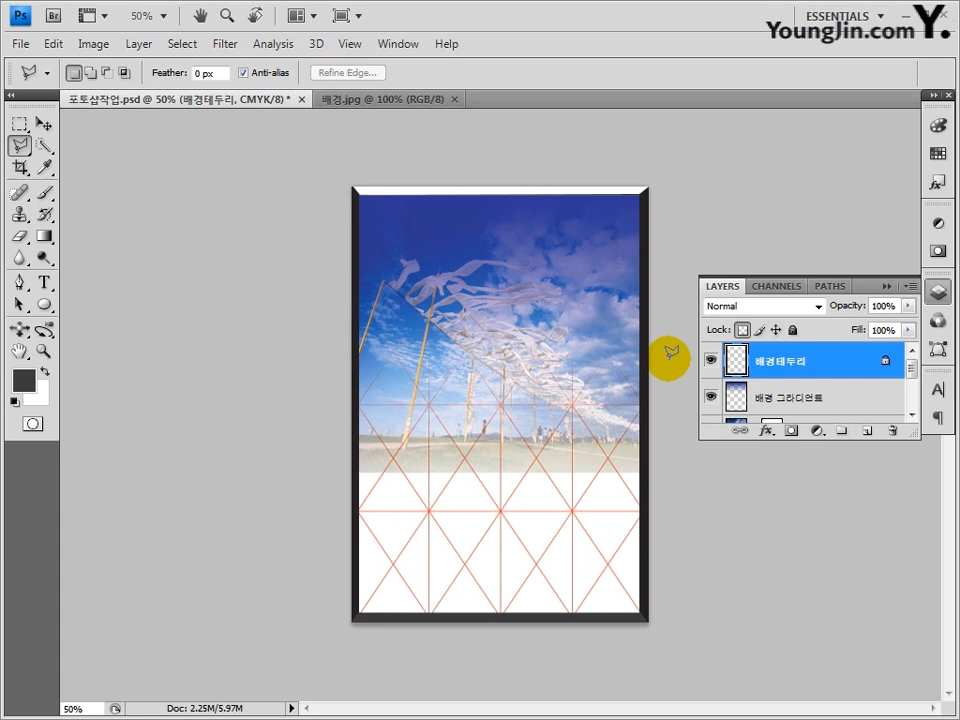 Ps Br 50% ESSENTIALS
YoungJin.com Y.
File Edit Image Layer Select Filter Analysis 3D View Window Help
Feather: 0 px Anti-alias Refine Edge...
포토샵작업.psd @ 50% (배경테두리, CMYK/8) * × 배경.jpg @ 100% (RGB/8) ×
LAYERS CHANNELS PATHS
Normal Opacity: 100%
Lock: Fill: 100%
배경테두리
배경 그라디언트
50% Doc: 2.25M/5.97M